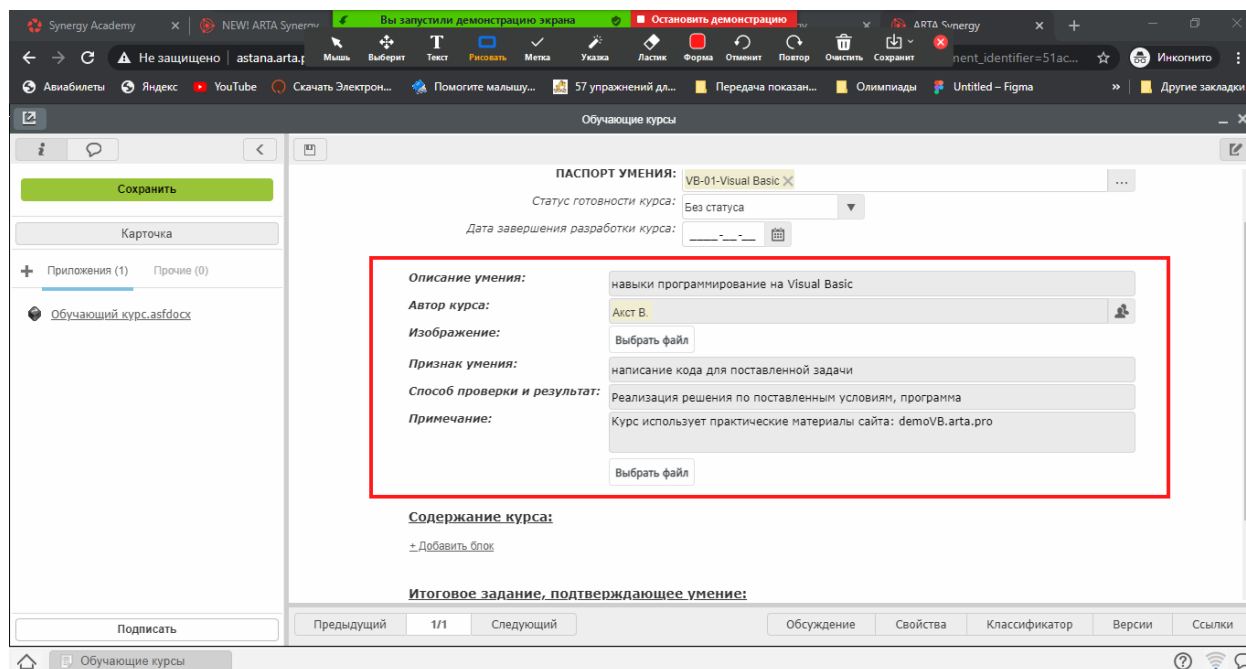 Synergy Academy
NEW! ARTA Synergy
Вы запустили демонстрацию экрана
Остановить демонстрацию
ARTA Synergy
Мышь Выберит Текст Рисовать Метка Указка Ластик Форма Отменит Повтор Очистить Сохранит
Не защищено astana.arta.p
ment_identifier=51ac...
Инкогнито
Авиабилеты Яндекс YouTube Скачать Электрон... Помогите малышу... 57 упражнений дл... Передача показан... Олимпиады Untitled – Figma » Другие закладки
Обучающие курсы
Сохранить
Карточка
Приложения (1) Прочие (0)
Обучающий курс.asfdocx
Подписать
ПАСПОРТ УМЕНИЯ: VB-01-Visual Basic
Статус готовности курса: Без статуса
Дата завершения разработки курса: ____-__-__
Описание умения: навыки программирование на Visual Basic
Автор курса: Акст В.
Изображение: Выбрать файл
Признак умения: написание кода для поставленной задачи
Способ проверки и результат: Реализация решения по поставленным условиям, программа
Примечание: Курс использует практические материалы сайта: demoVB.arta.pro
Выбрать файл
Содержание курса:
+ Добавить блок
Итоговое задание, подтверждающее умение:
Предыдущий 1/1 Следующий Обсуждение Свойства Классификатор Версии Ссылки
Обучающие курсы